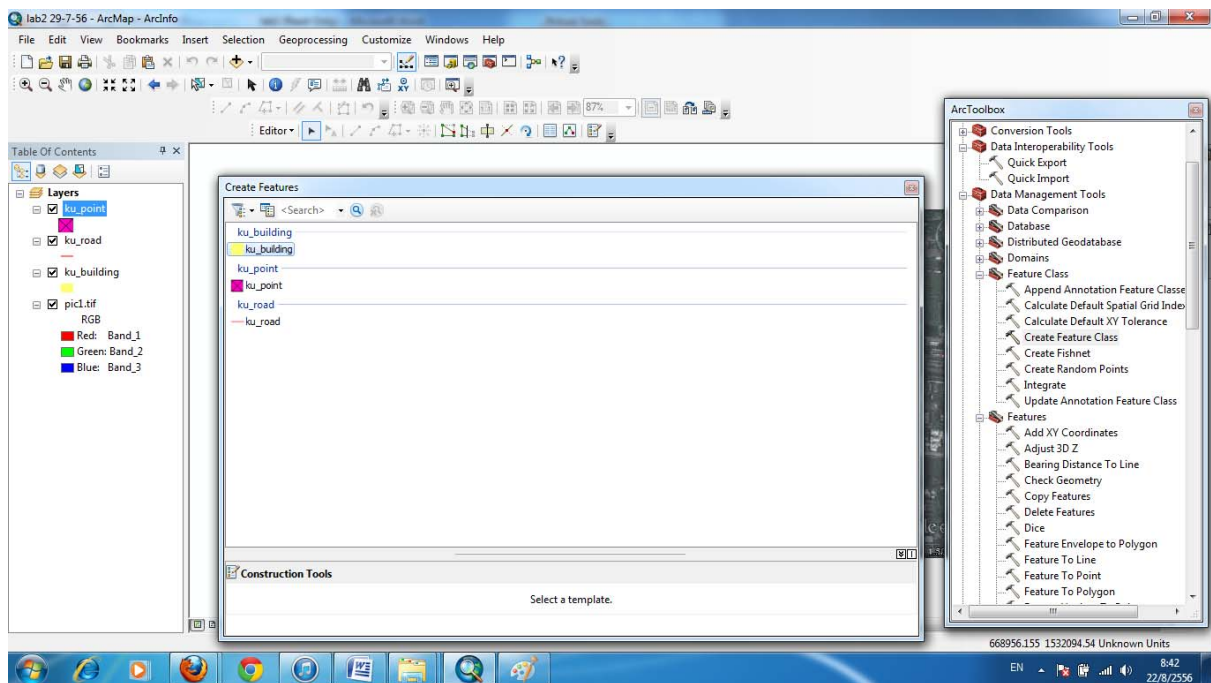 lab2 29-7-56 - ArcMap - ArcInfo
File Edit View Bookmarks Insert Selection Geoprocessing Customize Windows Help
87%
Editor
Table Of Contents
Layers
ku_point
ku_road
ku_building
pic1.tif
RGB
Red: Band_1
Green: Band_2
Blue: Band_3
Create Features
<Search>
ku_building
ku_building
ku_point
ku_point
ku_road
ku_road
Construction Tools
Select a template.
ArcToolbox
Conversion Tools
Data Interoperability Tools
Quick Export
Quick Import
Data Management Tools
Data Comparison
Database
Distributed Geodatabase
Domains
Feature Class
Append Annotation Feature Classe
Calculate Default Spatial Grid Index
Calculate Default XY Tolerance
Create Feature Class
Create Fishnet
Create Random Points
Integrate
Update Annotation Feature Class
Features
Add XY Coordinates
Adjust 3D Z
Bearing Distance To Line
Check Geometry
Copy Features
Delete Features
Dice
Feature Envelope to Polygon
Feature To Line
Feature To Point
Feature To Polygon
668956.155 1532094.54 Unknown Units
EN
8:42
22/8/2556